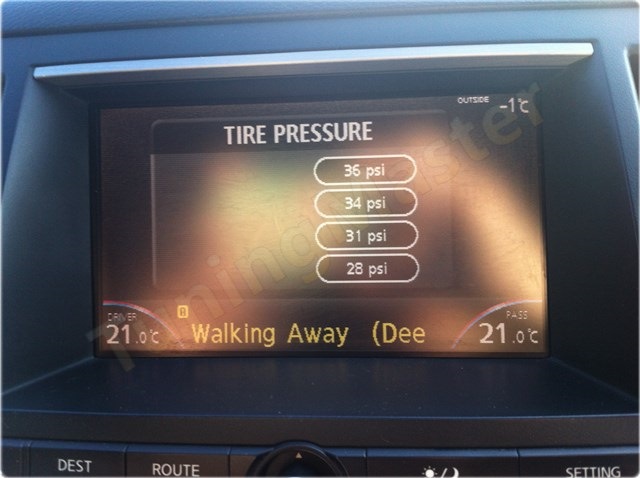 OUTSIDE -1°C
TIRE PRESSURE
36 psi
34 psi
31 psi
28 psi
DRIVER
21.0°C
Walking Away (Dee
PASS
21.0°C
DEST
ROUTE
SETTING